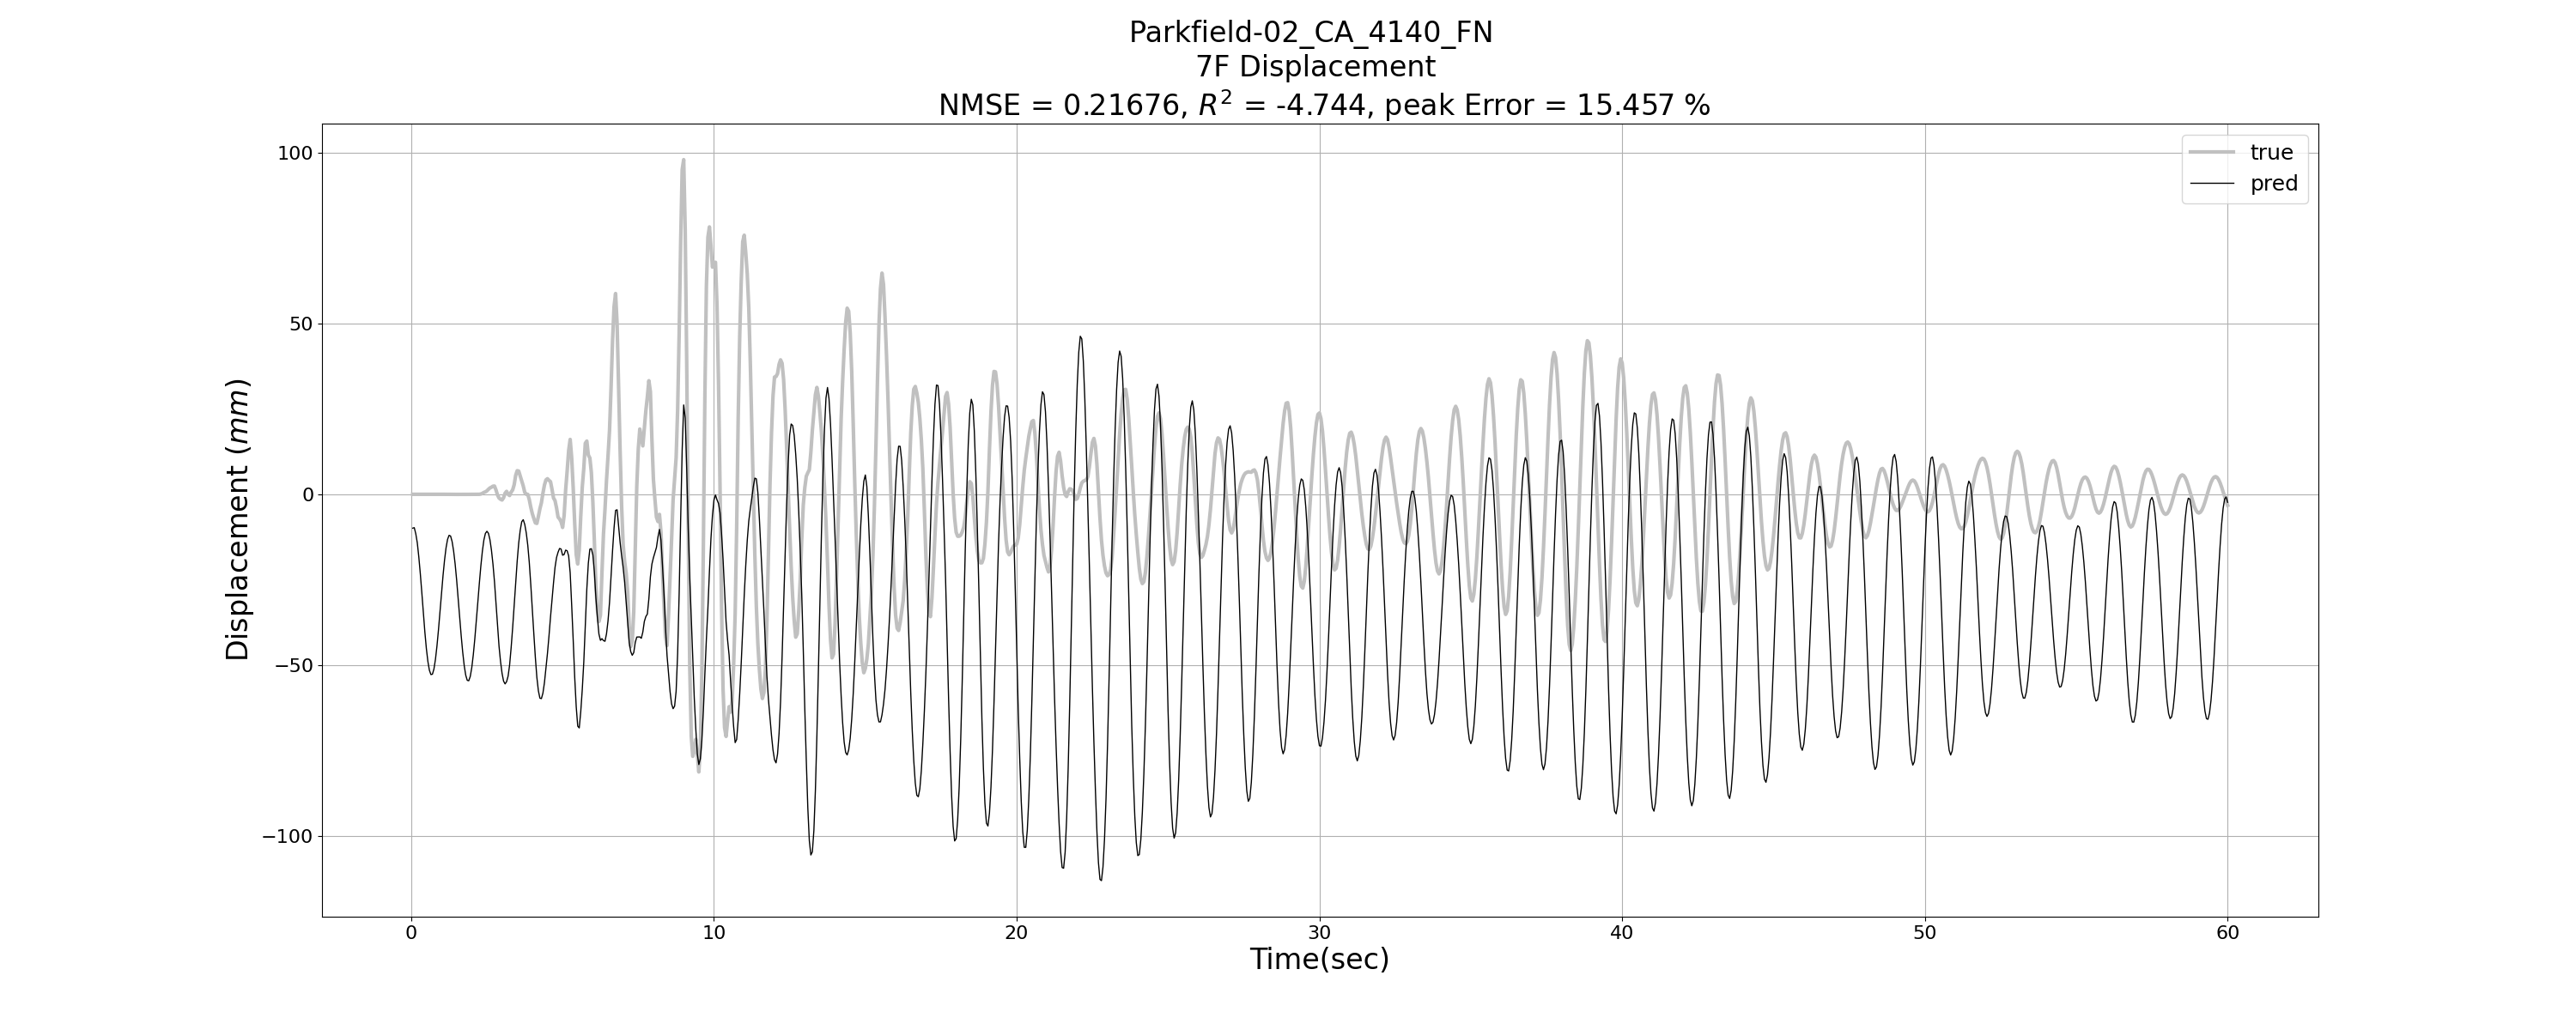 Parkfield-02_CA_4140_FN
7F Displacement
NMSE = 0.21676, R² = -4.744, peak Error = 15.457 %
true
pred
100
50
0
−50
−100
Displacement (mm)
0 10 20 30 40 50 60
Time(sec)